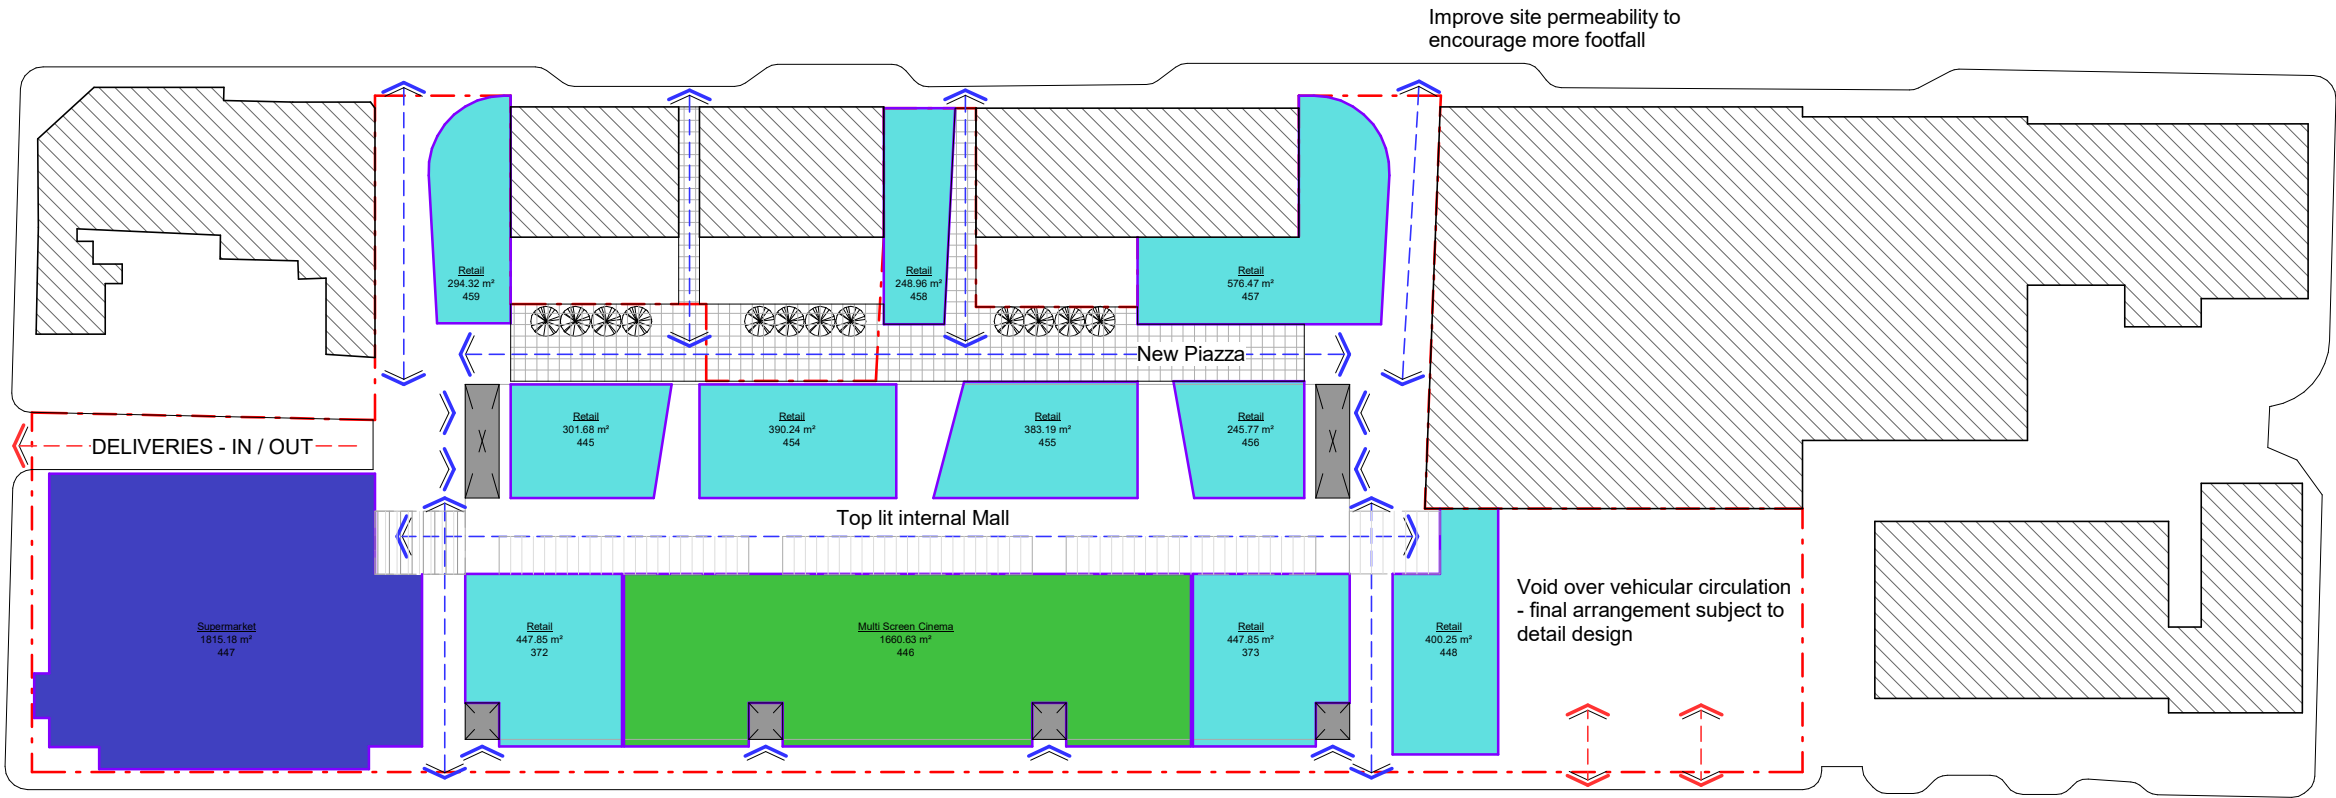 Improve site permeability to
encourage more footfall
Retail
294.32 m²
459
Retail
248.96 m²
458
Retail
576.47 m²
457
New Piazza
Retail
301.68 m²
445
Retail
390.24 m²
454
Retail
383.19 m²
455
Retail
245.77 m²
456
DELIVERIES - IN / OUT
Top lit internal Mall
Supermarket
1815.18 m²
447
Retail
447.85 m²
372
Multi Screen Cinema
1660.63 m²
446
Retail
447.85 m²
373
Retail
400.25 m²
448
Void over vehicular circulation
- final arrangement subject to
detail design